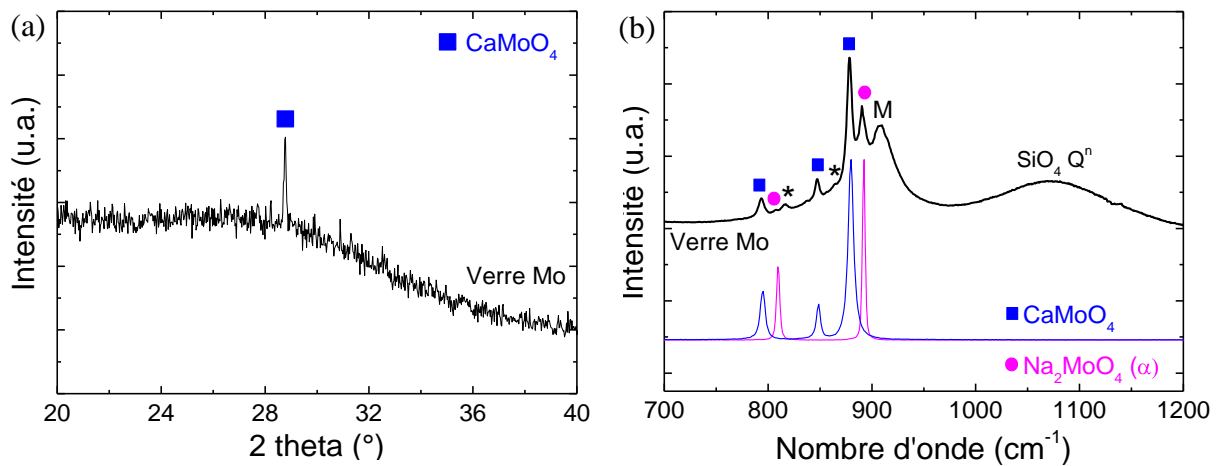 (a)
CaMoO₄
Intensité (u.a.)
Verre Mo
20 24 28 32 36 40
2 theta (°)
(b)
M
*
*
SiO₄ Qⁿ
Intensité (u.a.)
Verre Mo
CaMoO₄
Na₂MoO₄ (α)
700 800 900 1000 1100 1200
Nombre d'onde (cm⁻¹)